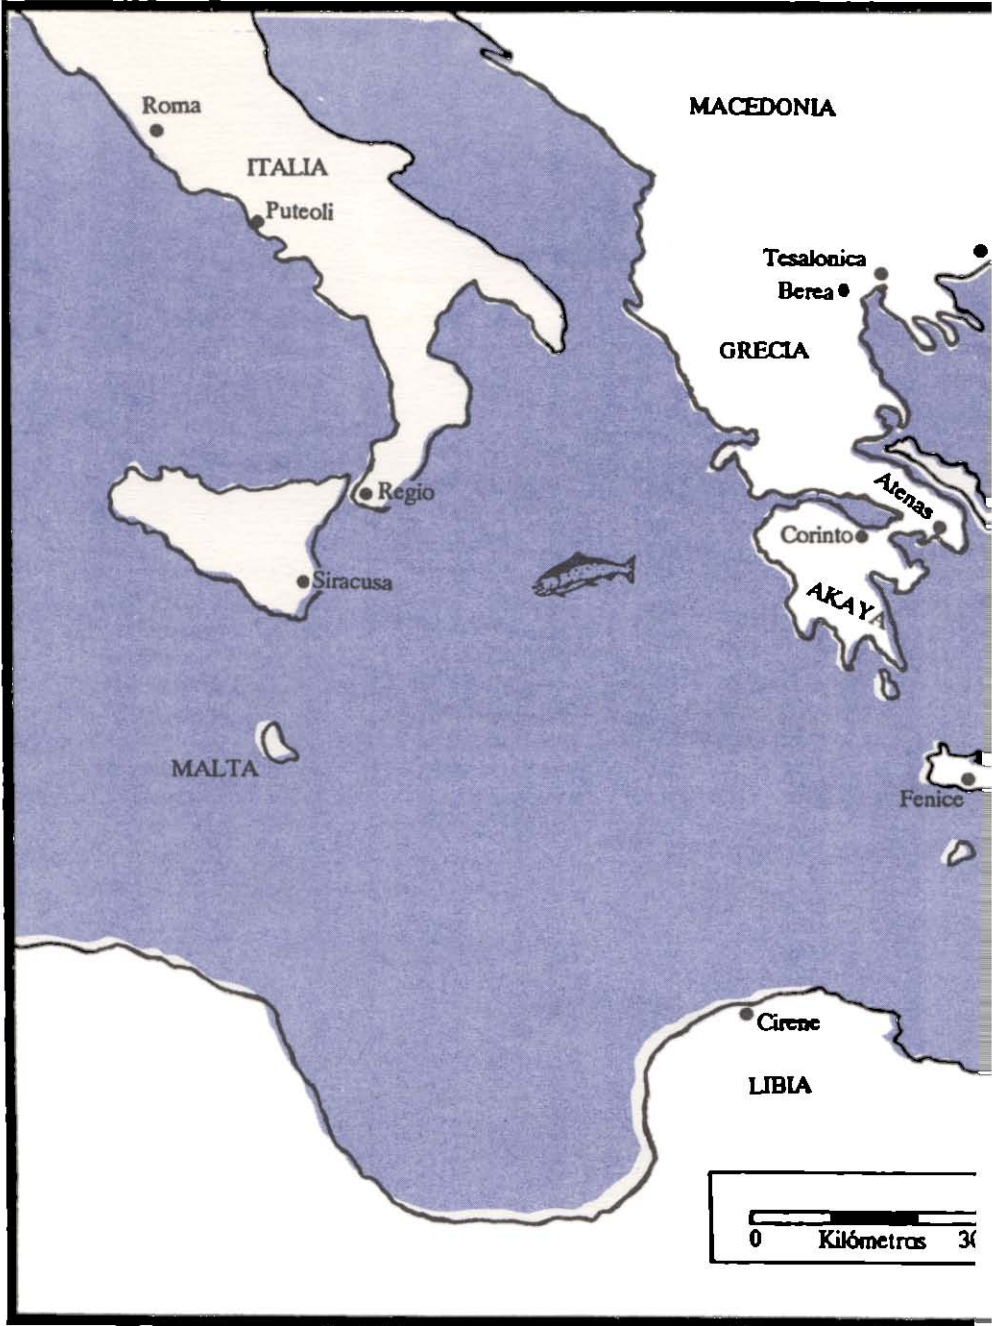 Roma
MACEDONIA
ITALIA
Puteoli
Tesalonica
Berea
GRECIA
Regio
Atenas
Corinto
Siracusa
AKAYA
MALTA
Fenice
Cirene
LIBIA
0 Kilómetros